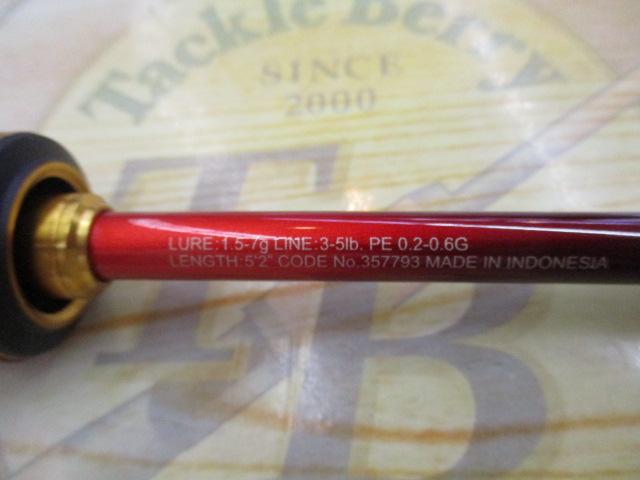 Tackle Berry
SINCE
2000
TB
LURE:1.5-7g LINE:3-5lb. PE 0.2-0.6G
LENGTH:5'2" CODE No.357793 MADE IN INDONESIA